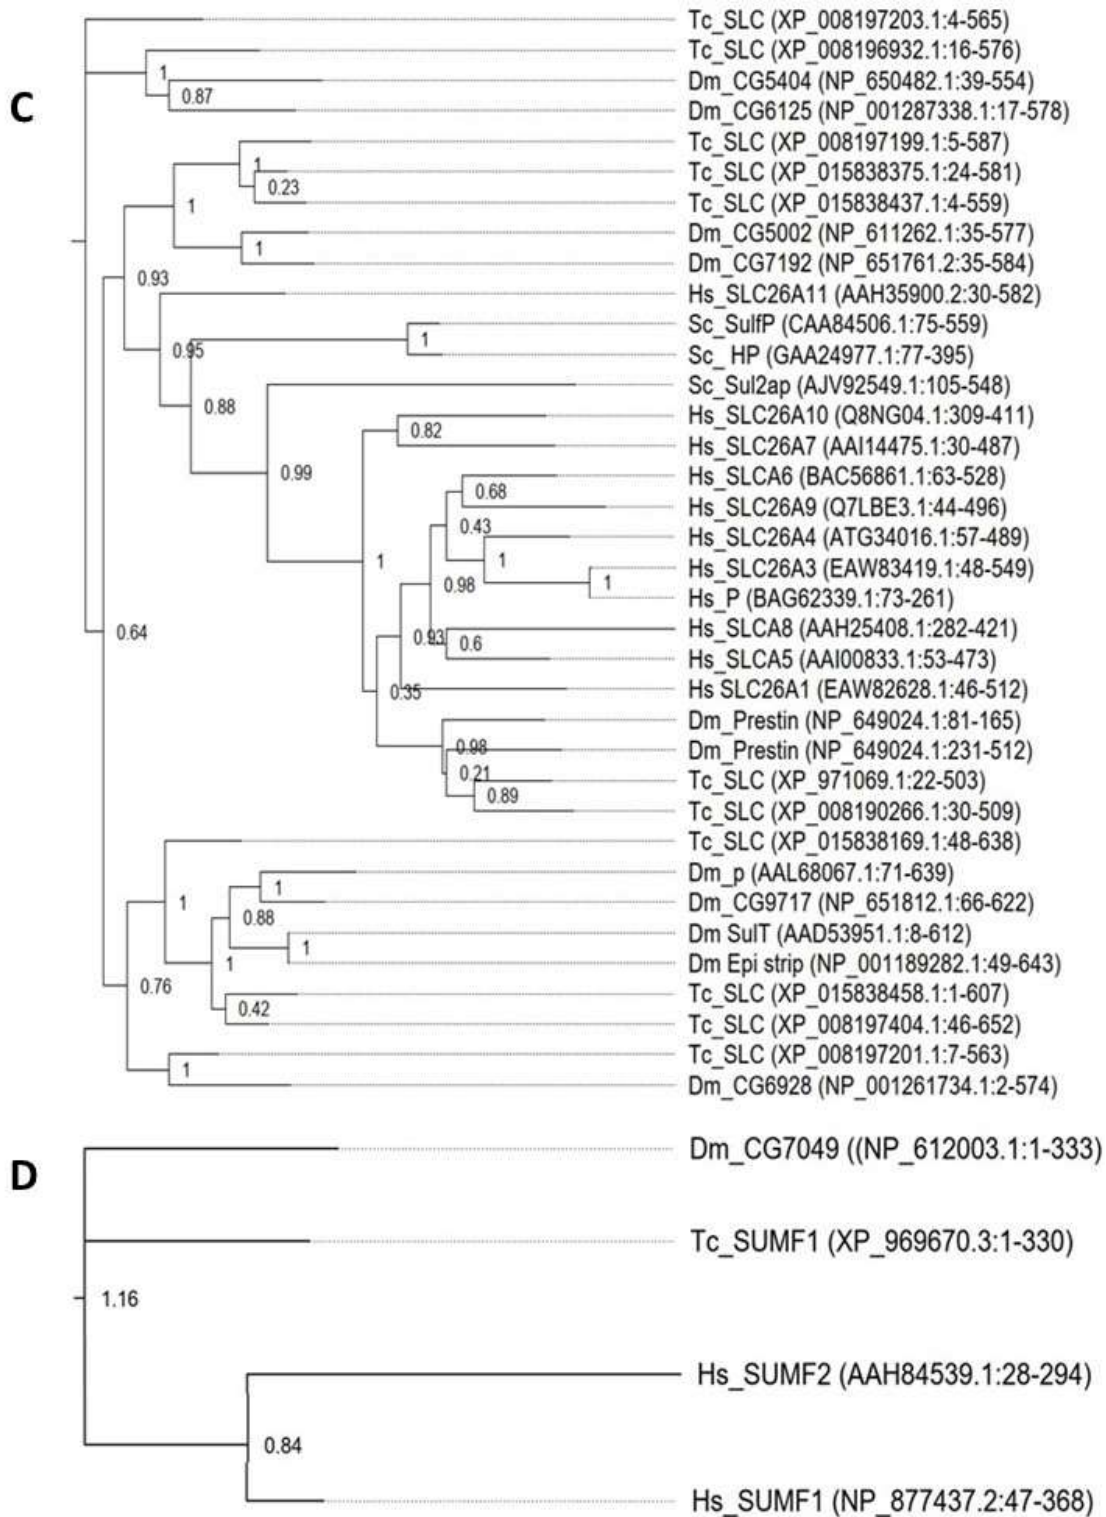 C
Tc_SLC (XP_008197203.1:4-565)
Tc_SLC (XP_008196932.1:16-576)
1
Dm_CG5404 (NP_650482.1:39-554)
0.87
Dm_CG6125 (NP_001287338.1:17-578)
Tc_SLC (XP_008197199.1:5-587)
1
Tc_SLC (XP_015838375.1:24-581)
0.23
Tc_SLC (XP_015838437.1:4-559)
1
Dm_CG5002 (NP_611262.1:35-577)
1
Dm_CG7192 (NP_651761.2:35-584)
0.93
Hs_SLC26A11 (AAH35900.2:30-582)
Sc_SulfP (CAA84506.1:75-559)
1
0.95
Sc_ HP (GAA24977.1:77-395)
Sc_Sul2ap (AJV92549.1:105-548)
0.88
Hs_SLC26A10 (Q8NG04.1:309-411)
0.82
Hs_SLC26A7 (AAI14475.1:30-487)
0.99
Hs_SLCA6 (BAC56861.1:63-528)
0.68
Hs_SLC26A9 (Q7LBE3.1:44-496)
0.43
Hs_SLC26A4 (ATG34016.1:57-489)
1
1
Hs_SLC26A3 (EAW83419.1:48-549)
0.98
1
Hs_P (BAG62339.1:73-261)
Hs_SLCA8 (AAH25408.1:282-421)
0.64
0.93
0.6
Hs_SLCA5 (AAI00833.1:53-473)
0.35
Hs SLC26A1 (EAW82628.1:46-512)
Dm_Prestin (NP_649024.1:81-165)
0.98
Dm_Prestin (NP_649024.1:231-512)
0.21
Tc_SLC (XP_971069.1:22-503)
0.89
Tc_SLC (XP_008190266.1:30-509)
Tc_SLC (XP_015838169.1:48-638)
Dm_p (AAL68067.1:71-639)
1
1
Dm_CG9717 (NP_651812.1:66-622)
0.88
Dm SulT (AAD53951.1:8-612)
1
1
Dm Epi strip (NP_001189282.1:49-643)
0.76
Tc_SLC (XP_015838458.1:1-607)
0.42
Tc_SLC (XP_008197404.1:46-652)
Tc_SLC (XP_008197201.1:7-563)
1
Dm_CG6928 (NP_001261734.1:2-574)
D
Dm_CG7049 ((NP_612003.1:1-333)
Tc_SUMF1 (XP_969670.3:1-330)
1.16
Hs_SUMF2 (AAH84539.1:28-294)
0.84
Hs_SUMF1 (NP_877437.2:47-368)